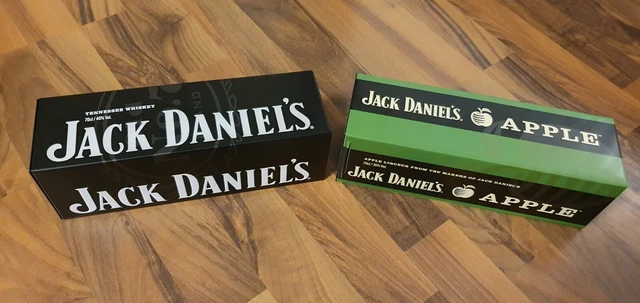 TENNESSEE WHISKEY
70cl / 40% Vol.
JACK DANIEL'S
JACK DANIEL'S
JACK DANIEL'S APPLE
APPLE LIQUEUR FROM THE MAKERS OF JACK DANIEL'S
JACK DANIEL'S APPLE